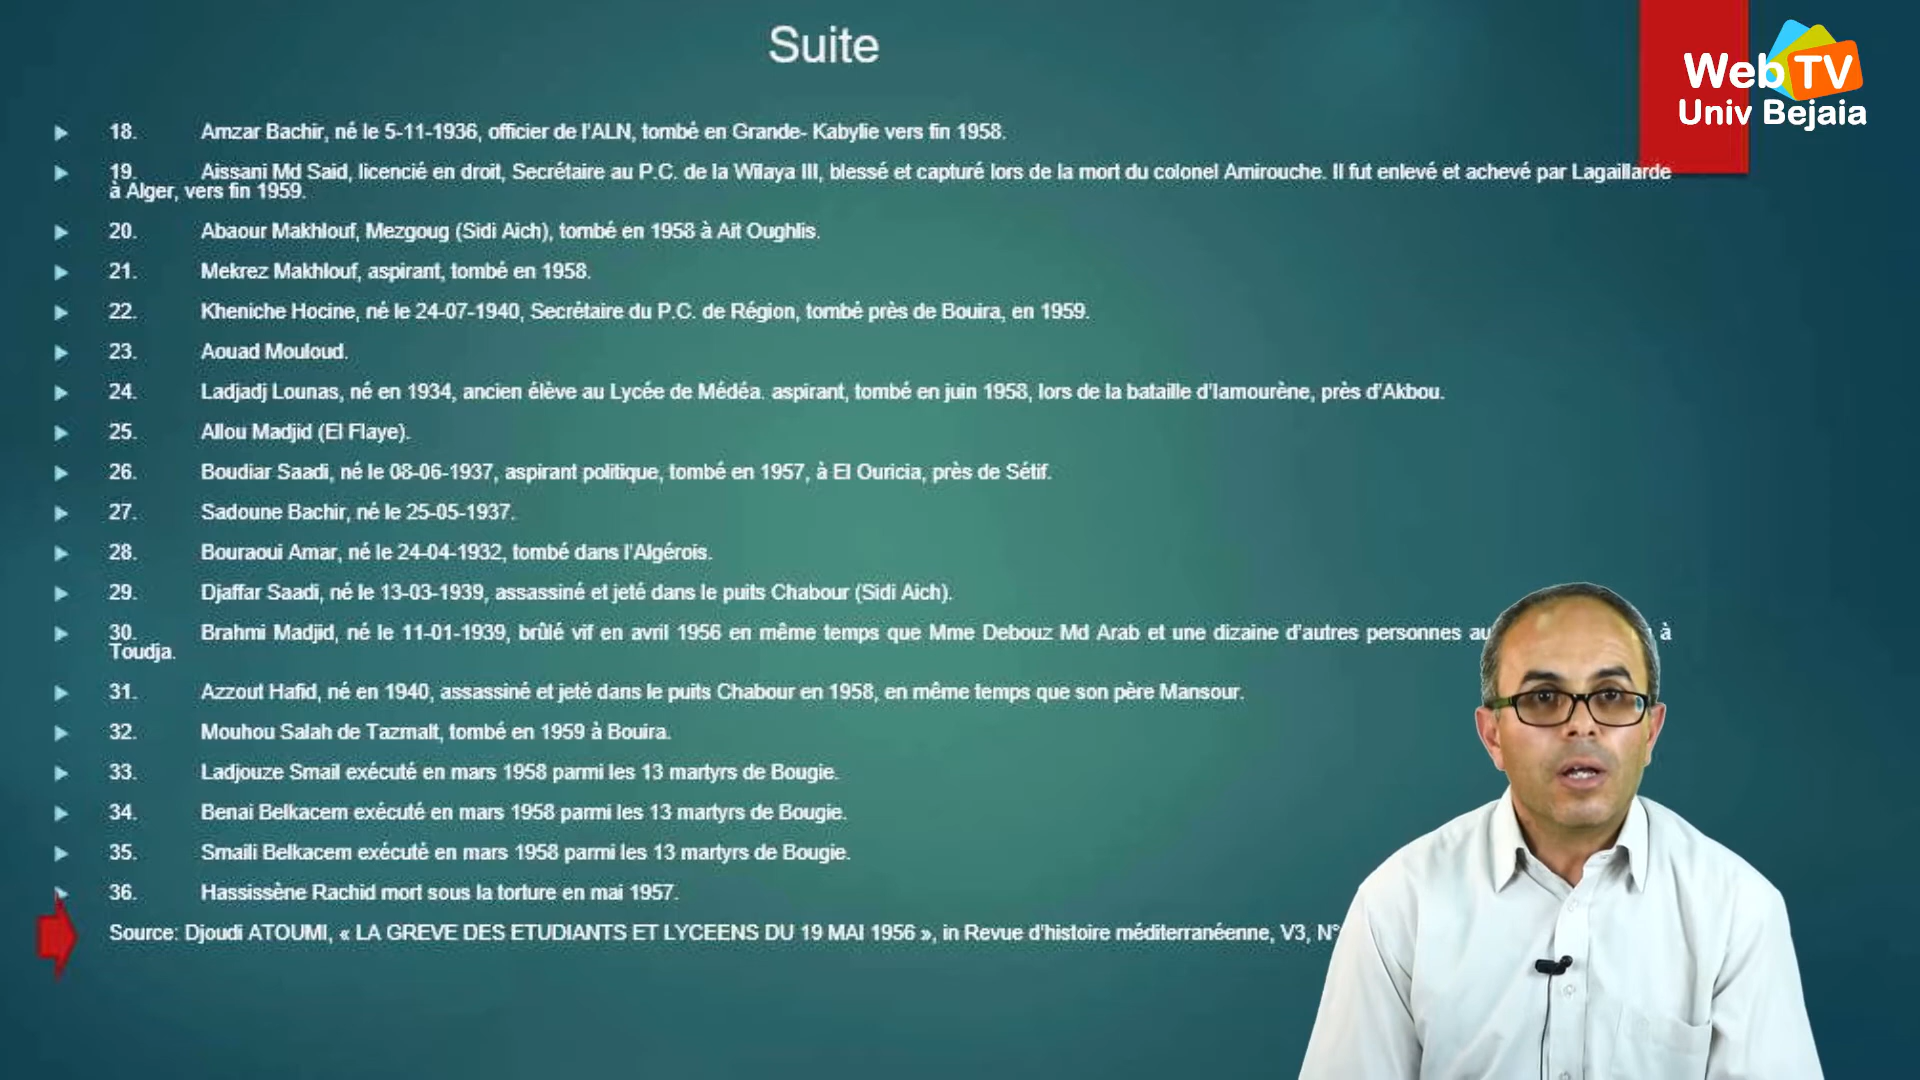 Suite
Web TV
Univ Bejaia
18. Amzar Bachir, né le 5-11-1936, officier de l'ALN, tombé en Grande- Kabylie vers fin 1958.
19. Aissani Md Said, licencié en droit, Secrétaire au P.C. de la Wilaya III, blessé et capturé lors de la mort du colonel Amirouche. Il fut enlevé et achevé par Lagaillarde
à Alger, vers fin 1959.
20. Abaour Makhlouf, Mezgoug (Sidi Aich), tombé en 1958 à Ait Oughlis.
21. Mekrez Makhlouf, aspirant, tombé en 1958.
22. Kheniche Hocine, né le 24-07-1940, Secrétaire du P.C. de Région, tombé près de Bouira, en 1959.
23. Aouad Mouloud.
24. Ladjadj Lounas, né en 1934, ancien élève au Lycée de Médéa. aspirant, tombé en juin 1958, lors de la bataille d'Iamourène, près d'Akbou.
25. Allou Madjid (El Flaye).
26. Boudiar Saadi, né le 08-06-1937, aspirant politique, tombé en 1957, à El Ouricia, près de Sétif.
27. Sadoune Bachir, né le 25-05-1937.
28. Bouraoui Amar, né le 24-04-1932, tombé dans l'Algérois.
29. Djaffar Saadi, né le 13-03-1939, assassiné et jeté dans le puits Chabour (Sidi Aich).
30. Brahmi Madjid, né le 11-01-1939, brûlé vif en avril 1956 en même temps que Mme Debouz Md Arab et une dizaine d'autres personnes au à
Toudja.
31. Azzout Hafid, né en 1940, assassiné et jeté dans le puits Chabour en 1958, en même temps que son père Mansour.
32. Mouhou Salah de Tazmalt, tombé en 1959 à Bouira.
33. Ladjouze Smail exécuté en mars 1958 parmi les 13 martyrs de Bougie.
34. Benai Belkacem exécuté en mars 1958 parmi les 13 martyrs de Bougie.
35. Smaili Belkacem exécuté en mars 1958 parmi les 13 martyrs de Bougie.
36. Hassissène Rachid mort sous la torture en mai 1957.
Source: Djoudi ATOUMI, « LA GREVE DES ETUDIANTS ET LYCEENS DU 19 MAI 1956 », in Revue d'histoire méditerranéenne, V3, N°